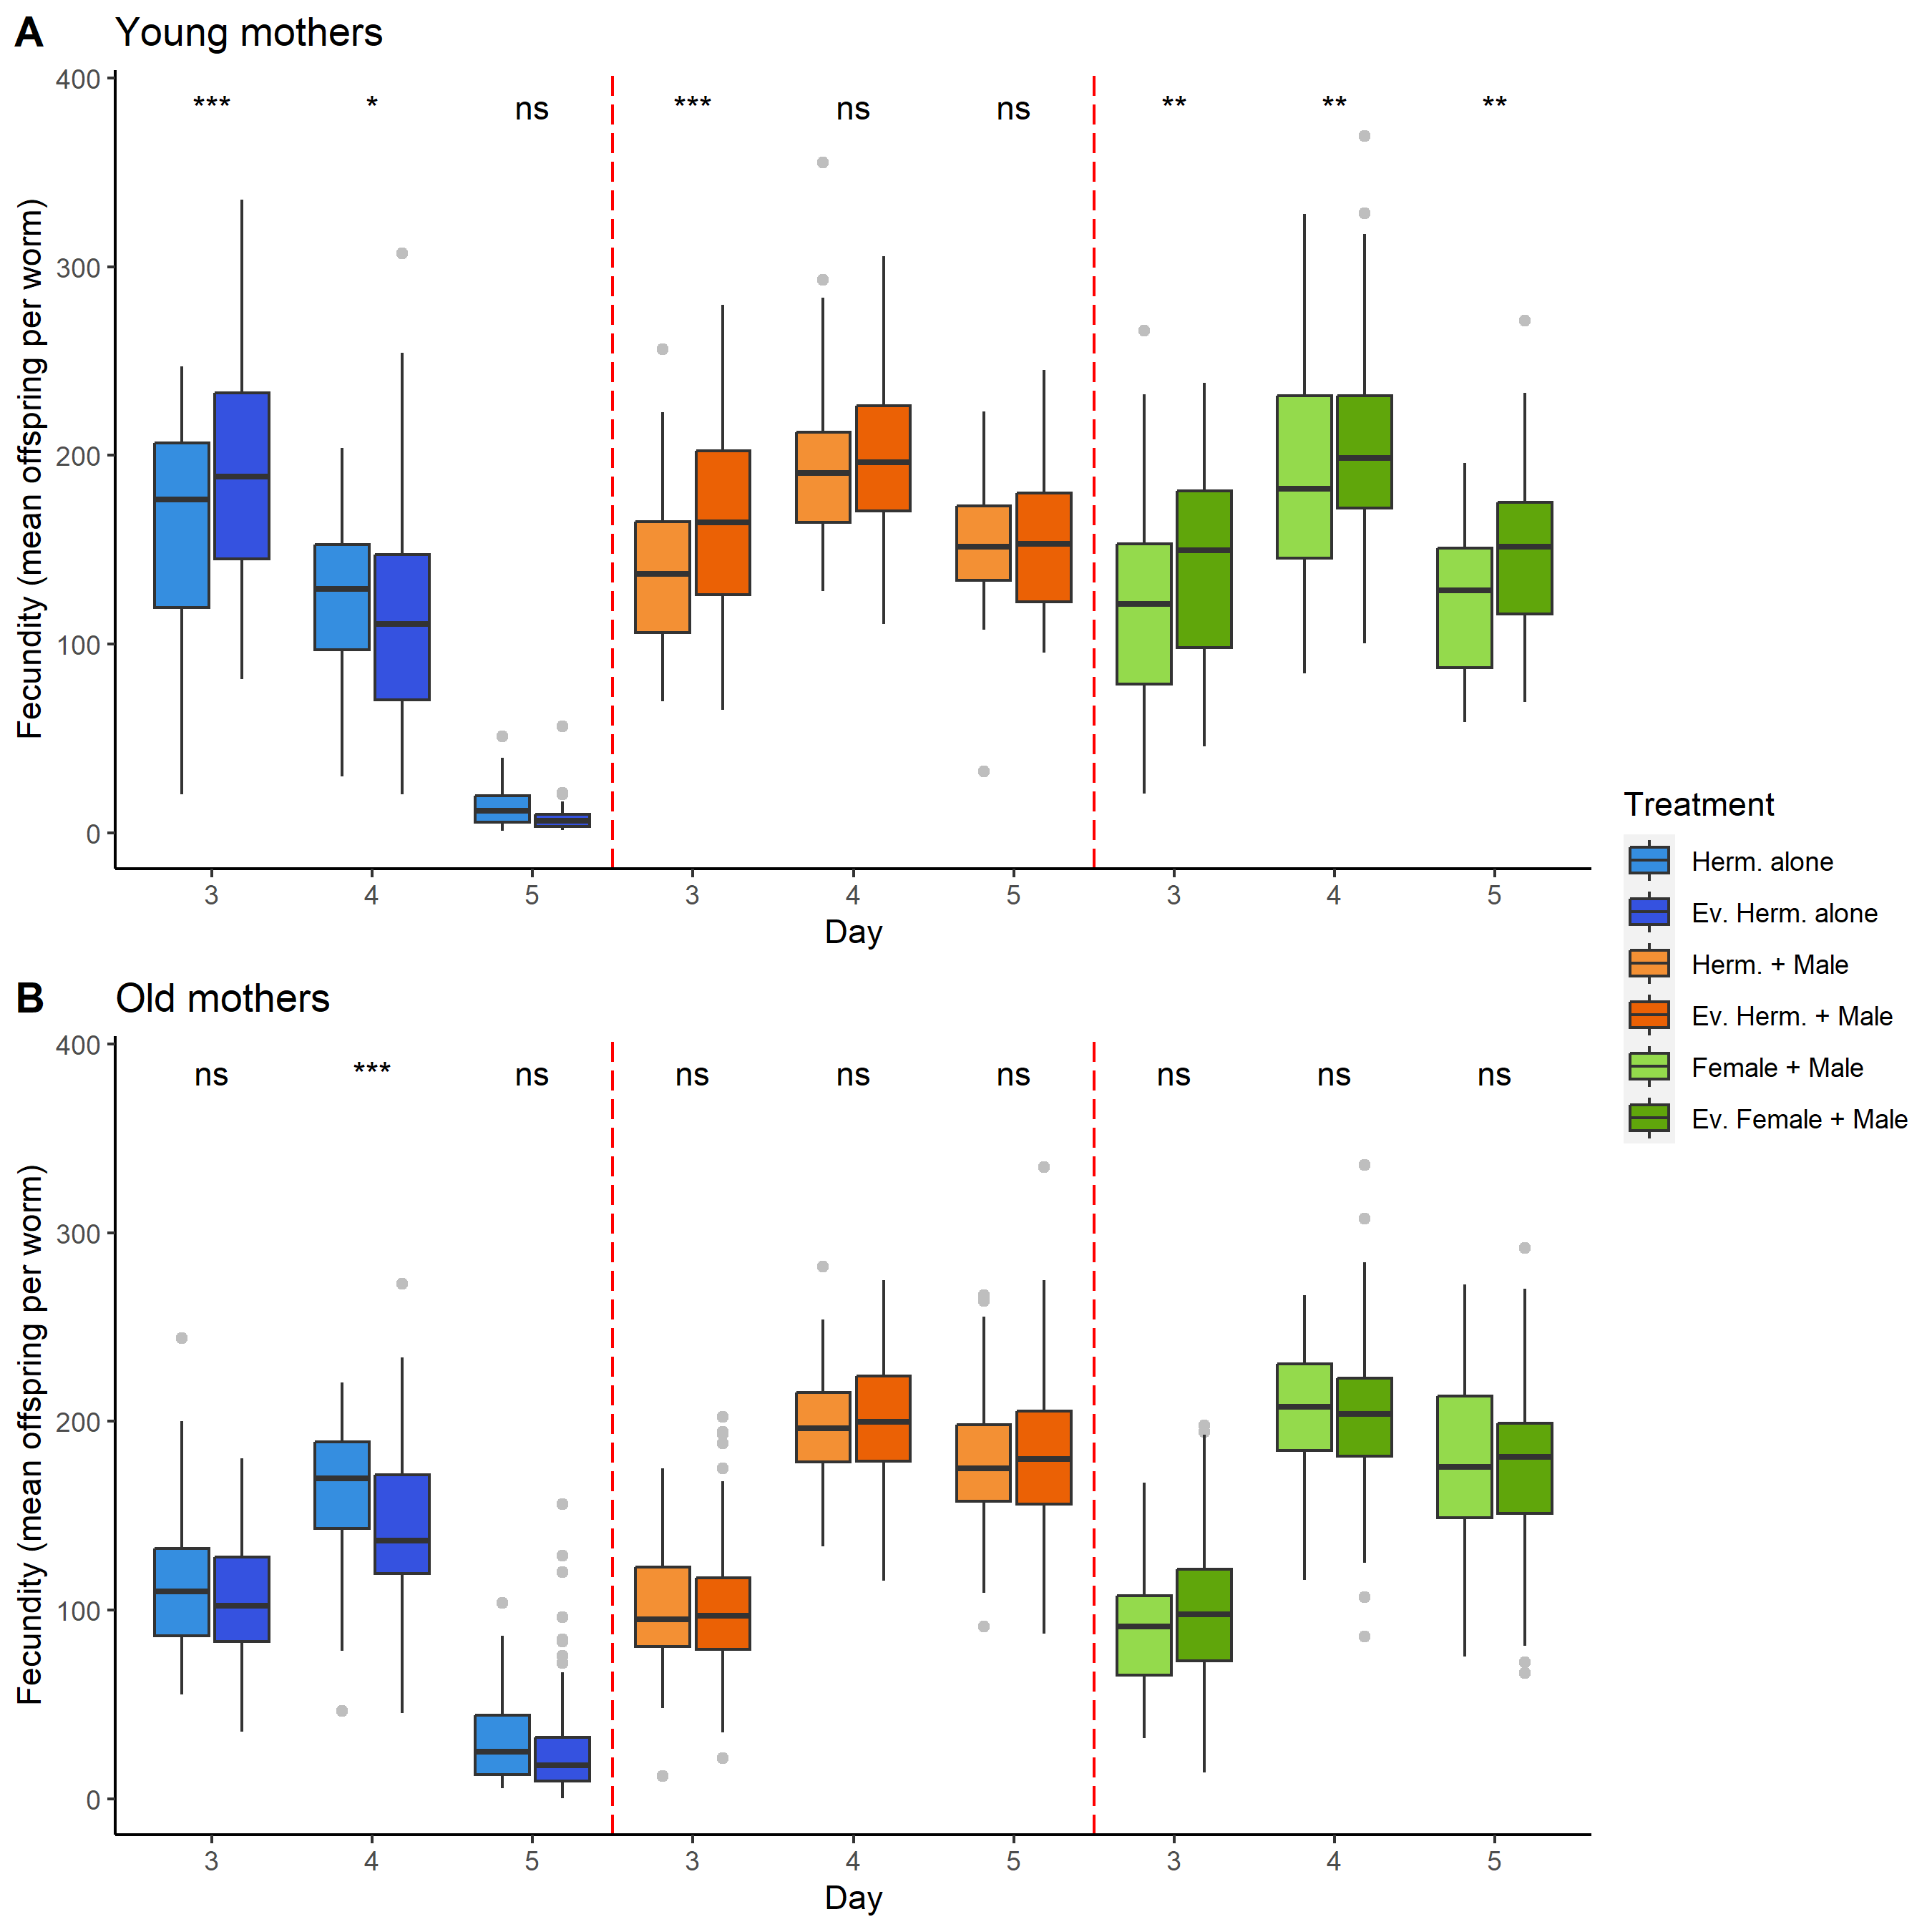 A Young mothers
400
300
200
100
0
Fecundity (mean offspring per worm)
*** * ns *** ns ns ** ** **
3 4 5 3 4 5 3 4 5
Day
B Old mothers
400
300
200
100
0
Fecundity (mean offspring per worm)
ns *** ns ns ns ns ns ns ns
3 4 5 3 4 5 3 4 5
Day
Treatment
Herm. alone
Ev. Herm. alone
Herm. + Male
Ev. Herm. + Male
Female + Male
Ev. Female + Male